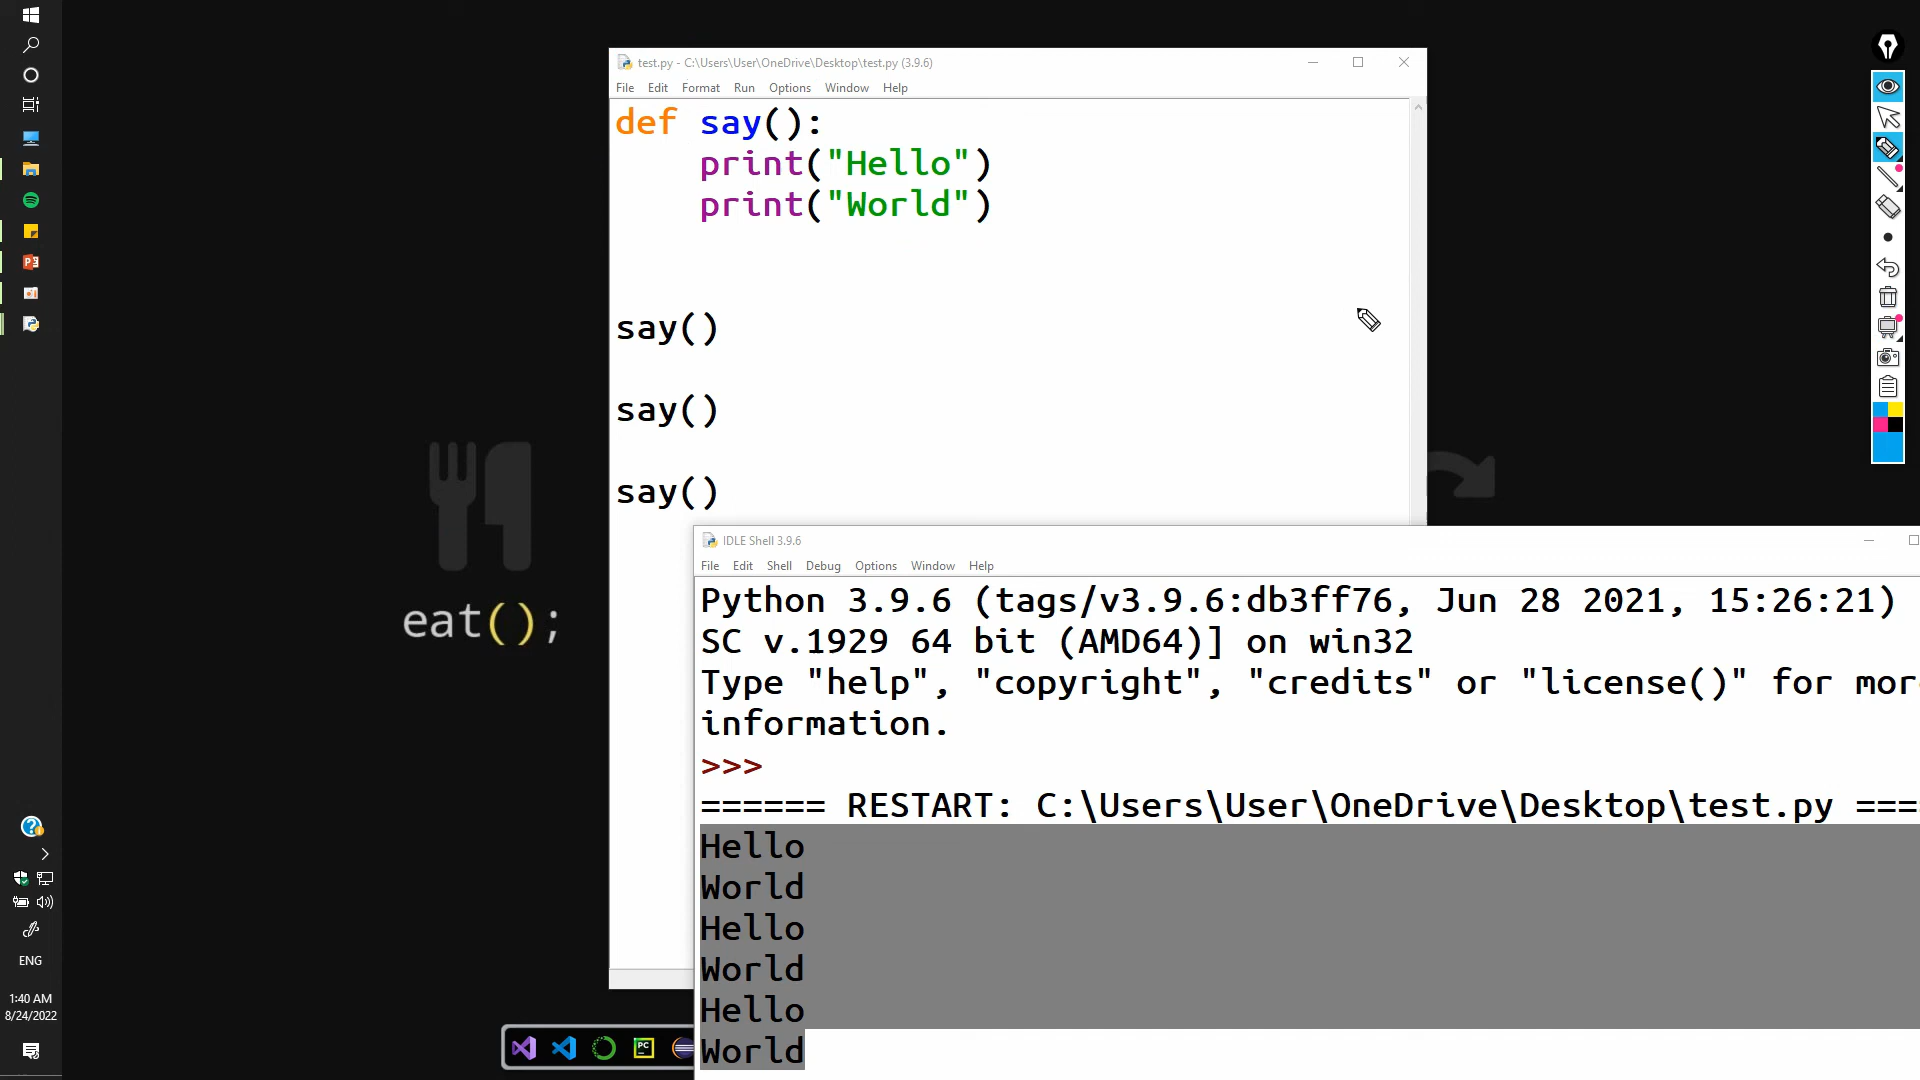 test.py - C:\Users\User\OneDrive\Desktop\test.py (3.9.6)
File Edit Format Run Options Window Help
def say():
print("Hello")
print("World")
say()
say()
say()
eat();
IDLE Shell 3.9.6
File Edit Shell Debug Options Window Help
Python 3.9.6 (tags/v3.9.6:db3ff76, Jun 28 2021, 15:26:21)
SC v.1929 64 bit (AMD64)] on win32
Type "help", "copyright", "credits" or "license()" for mor
information.
>>>
====== RESTART: C:\Users\User\OneDrive\Desktop\test.py ===
Hello
World
Hello
World
Hello
World
ENG
1:40 AM
8/24/2022
PC